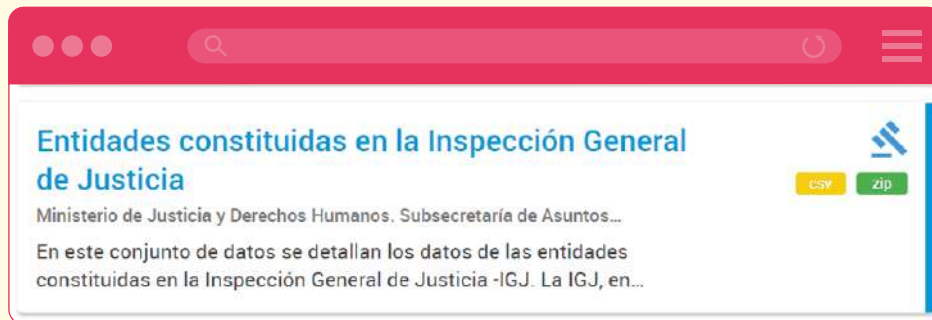 Entidades constituidas en la Inspección General
de Justicia
csv zip
Ministerio de Justicia y Derechos Humanos. Subsecretaría de Asuntos...
En este conjunto de datos se detallan los datos de las entidades
constituidas en la Inspección General de Justicia -IGJ. La IGJ, en...